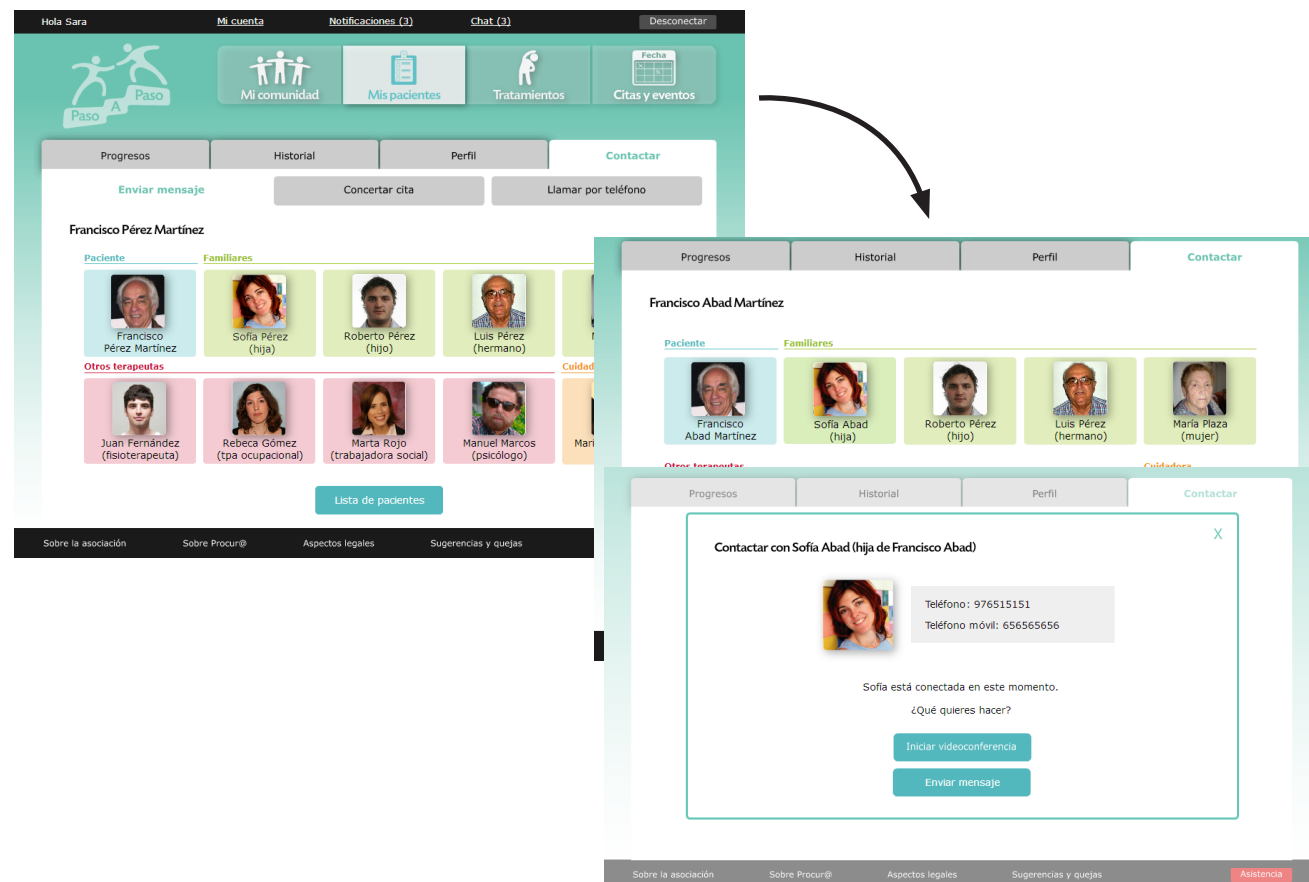 Hola Sara
Mi cuenta
Notificaciones (3)
Chat (3)
Desconectar
Paso
A
Paso
Mi comunidad
Mis pacientes
Tratamientos
Fecha
Citas y eventos
Progresos
Historial
Perfil
Contactar
Enviar mensaje
Concertar cita
Llamar por teléfono
Francisco Pérez Martínez
Paciente
Familiares
Francisco
Pérez Martínez
Sofía Pérez
(hija)
Roberto Pérez
(hijo)
Luis Pérez
(hermano)
Otros terapeutas
Juan Fernández
(fisioterapeuta)
Rebeca Gómez
(tpa ocupacional)
Marta Rojo
(trabajadora social)
Manuel Marcos
(psicólogo)
Lista de pacientes
Sobre la asociación
Sobre Procur@
Aspectos legales
Sugerencias y quejas
Progresos
Historial
Perfil
Contactar
Francisco Abad Martínez
Paciente
Familiares
Francisco
Abad Martínez
Sofía Abad
(hija)
Roberto Pérez
(hijo)
Luis Pérez
(hermano)
María Plaza
(mujer)
Otros terapeutas
Cuidadora
Progresos
Historial
Perfil
Contactar
X
Contactar con Sofía Abad (hija de Francisco Abad)
Teléfono: 976515151
Teléfono móvil: 656565656
Sofía está conectada en este momento.
¿Qué quieres hacer?
Iniciar videoconferencia
Enviar mensaje
Sobre la asociación
Sobre Procur@
Aspectos legales
Sugerencias y quejas
Asistencia